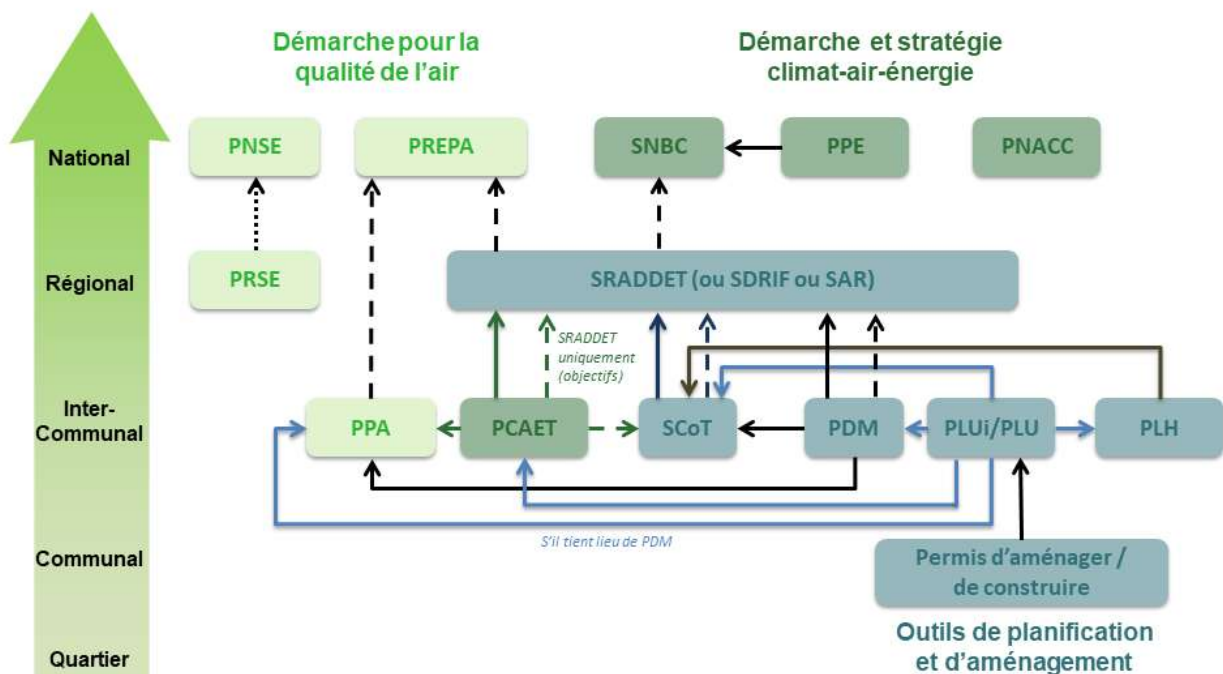 Démarche pour la
qualité de l'air
Démarche et stratégie
climat-air-énergie
National
PNSE
PREPA
SNBC
PPE
PNACC
Régional
PRSE
SRADDET (ou SDRIF ou SAR)
SRADDET
uniquement
(objectifs)
Inter-
Communal
PPA
PCAET
SCoT
PDM
PLUi/PLU
PLH
S'il tient lieu de PDM
Communal
Permis d'aménager /
de construire
Outils de planification
et d'aménagement
Quartier